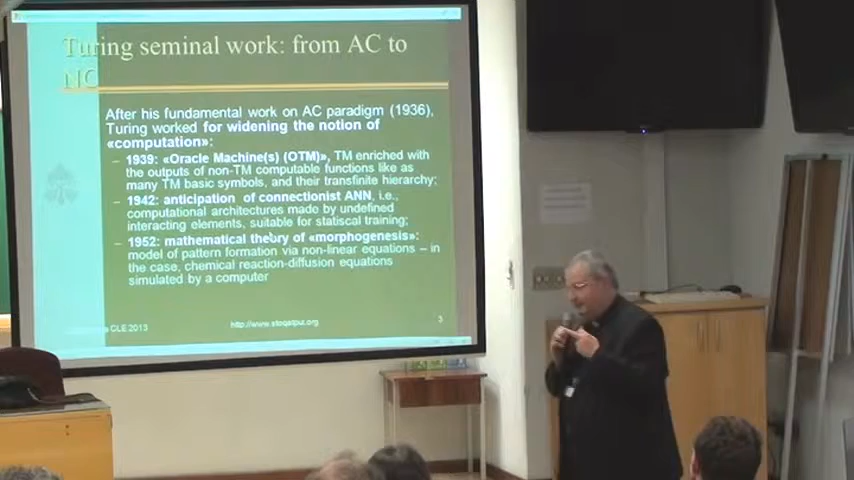 Turing seminal work: from AC to
NC
After his fundamental work on AC paradigm (1936),
Turing worked for widening the notion of
«computation»:
– 1939: «Oracle Machine(s) (OTM)», TM enriched with
the outputs of non-TM computable functions like as
many TM basic symbols, and their transfinite hierarchy;
– 1942: anticipation of connectionist ANN, i.e.,
computational architectures made by undefined
interacting elements, suitable for statiscal training;
– 1952: mathematical theory of «morphogenesis»:
model of pattern formation via non-linear equations – in
the case, chemical reaction-diffusion equations
simulated by a computer
CLE 2013
http://www.stoqatpul.org
3